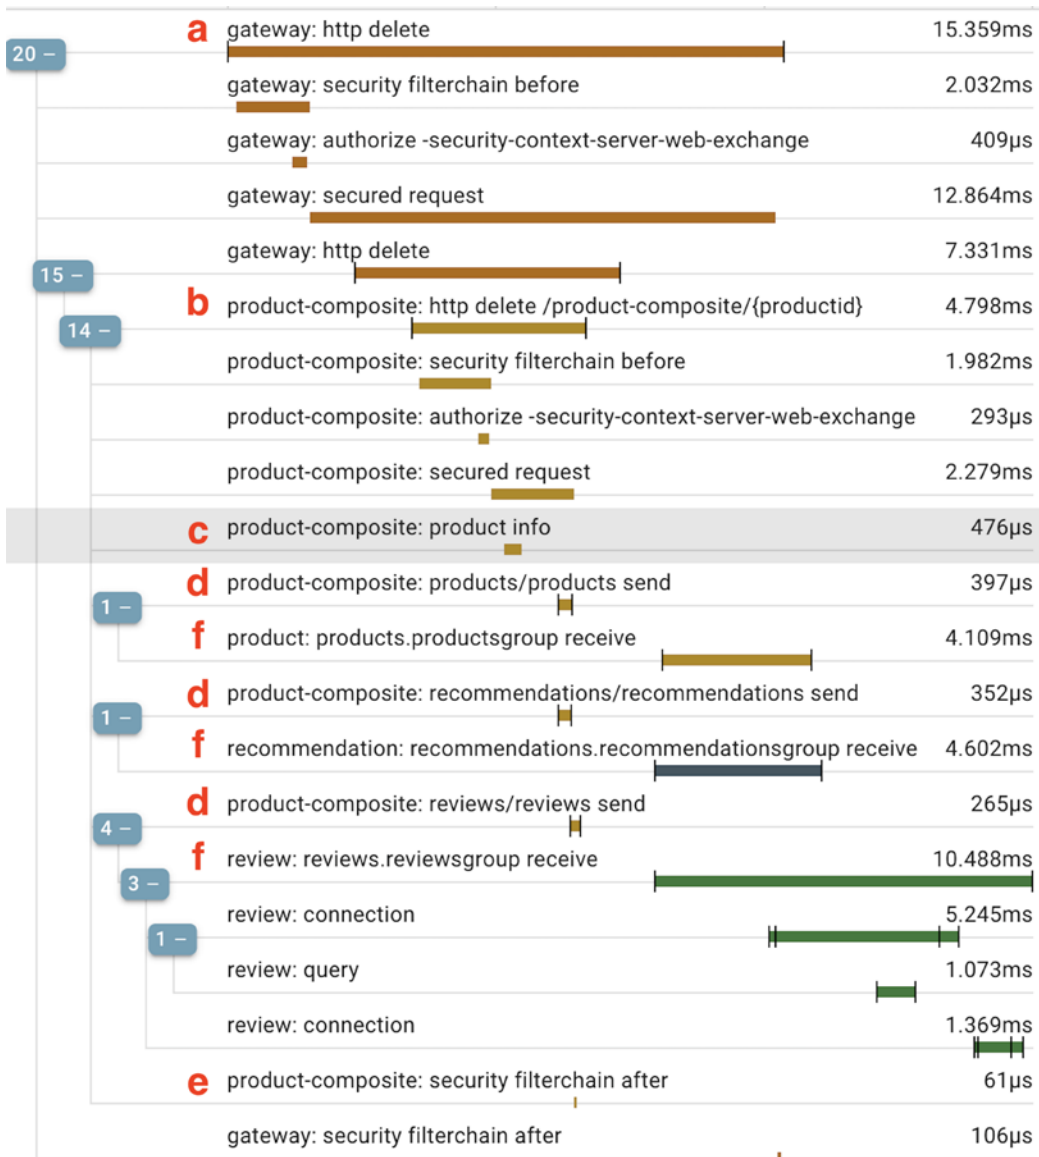 a gateway: http delete 15.359ms
20 –
gateway: security filterchain before 2.032ms
gateway: authorize -security-context-server-web-exchange 409µs
gateway: secured request 12.864ms
gateway: http delete 7.331ms
15 –
b product-composite: http delete /product-composite/{productid} 4.798ms
14 –
product-composite: security filterchain before 1.982ms
product-composite: authorize -security-context-server-web-exchange 293µs
product-composite: secured request 2.279ms
c product-composite: product info 476µs
d product-composite: products/products send 397µs
1 –
f product: products.productsgroup receive 4.109ms
d product-composite: recommendations/recommendations send 352µs
1 –
f recommendation: recommendations.recommendationsgroup receive 4.602ms
d product-composite: reviews/reviews send 265µs
4 –
f review: reviews.reviewsgroup receive 10.488ms
3 –
review: connection 5.245ms
1 –
review: query 1.073ms
review: connection 1.369ms
e product-composite: security filterchain after 61µs
gateway: security filterchain after 106µs